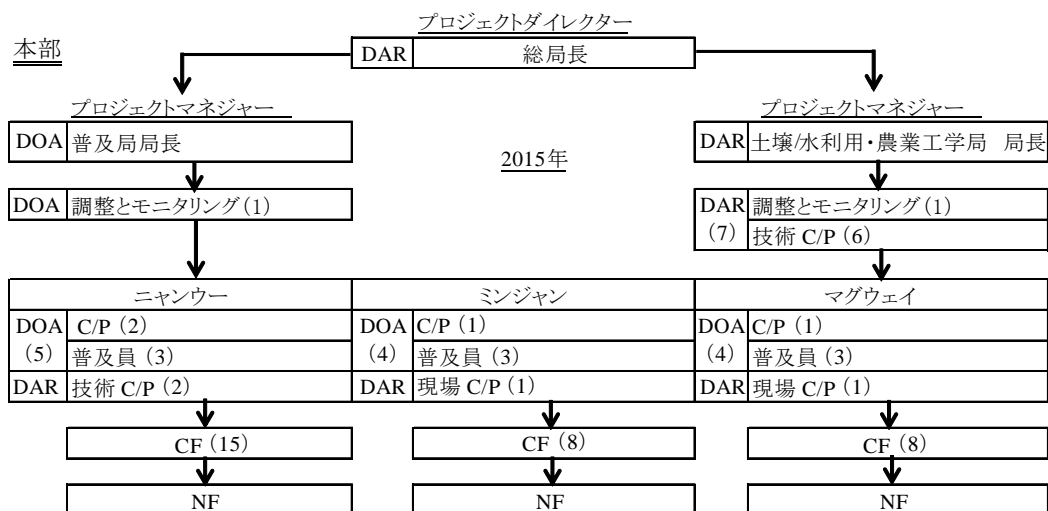 プロジェクトダイレクター
本部
DAR 総局長
プロジェクトマネジャー プロジェクトマネジャー
DOA 普及局局長
DAR 土壌/水利用・農業工学局 局長
2015年
DOA 調整とモニタリング(1)
DAR 調整とモニタリング(1)
(7) 技術 C/P (6)
ニャンウー ミンジャン マグウェイ
DOA C/P (2) DOA C/P (1) DOA C/P (1)
(5) 普及員 (3) (4) 普及員 (3) (4) 普及員 (3)
DAR 技術 C/P (2) DAR 現場 C/P (1) DAR 現場 C/P (1)
CF (15) CF (8) CF (8)
NF NF NF